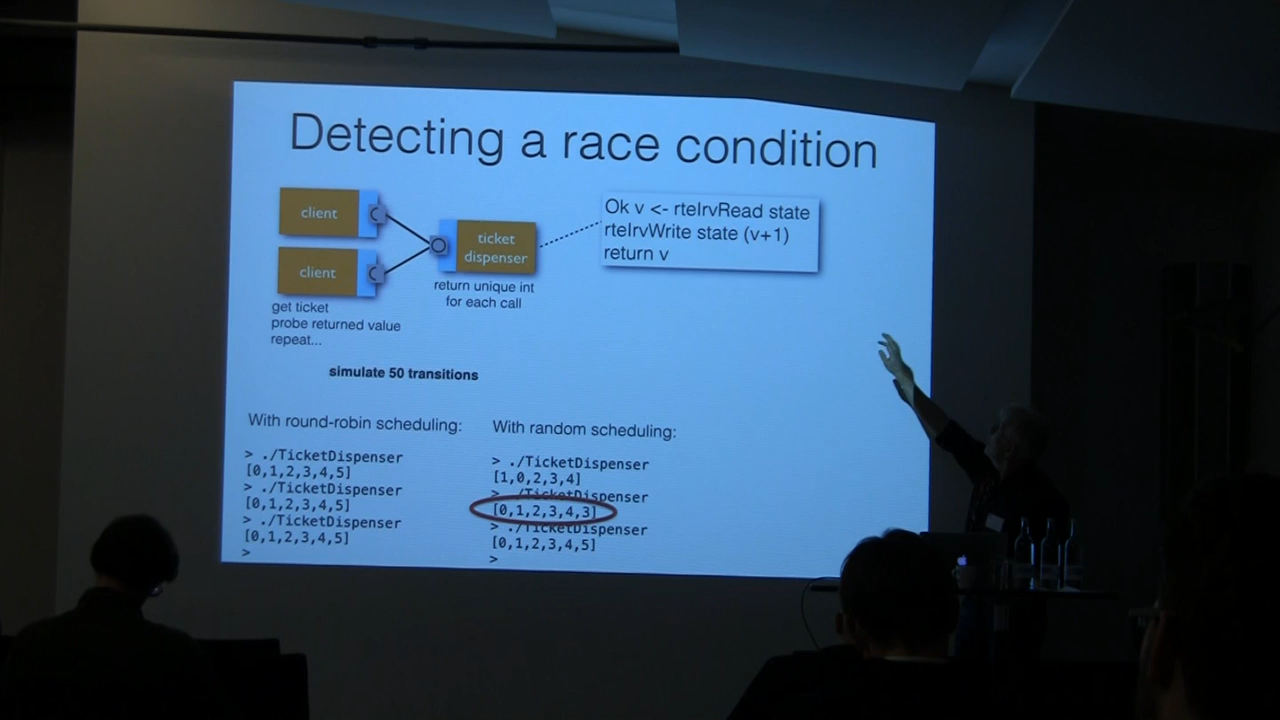 Detecting a race condition
client
client
ticket
dispenser
Ok v <- rteIrvRead state
rteIrvWrite state (v+1)
return v
return unique int
for each call
get ticket
probe returned value
repeat...
simulate 50 transitions
With round-robin scheduling:
> ./TicketDispenser
[0,1,2,3,4,5]
> ./TicketDispenser
[0,1,2,3,4,5]
> ./TicketDispenser
[0,1,2,3,4,5]
>
With random scheduling:
> ./TicketDispenser
[1,0,2,3,4]
> ./TicketDispenser
[0,1,2,3,4,3]
> ./TicketDispenser
[0,1,2,3,4,5]
>